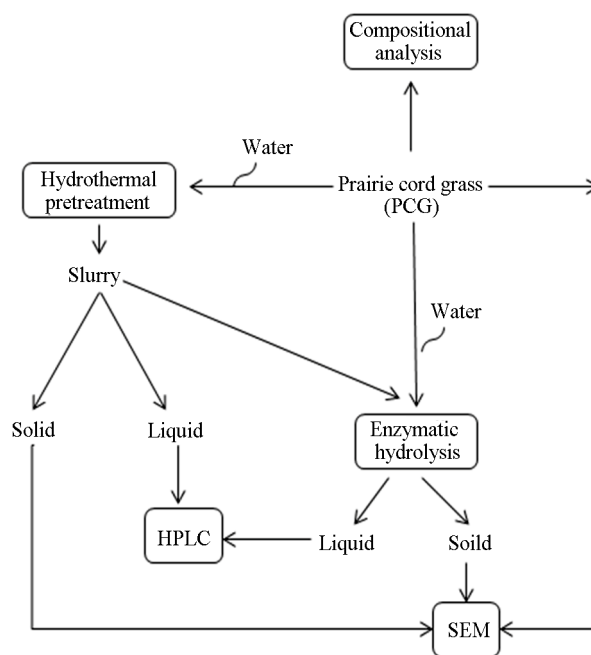 Compositional
analysis
Water
Hydrothermal
pretreatment
Prairie cord grass
(PCG)
Slurry
Water
Solid
Liquid
Enzymatic
hydrolysis
HPLC
Liquid
Soild
SEM